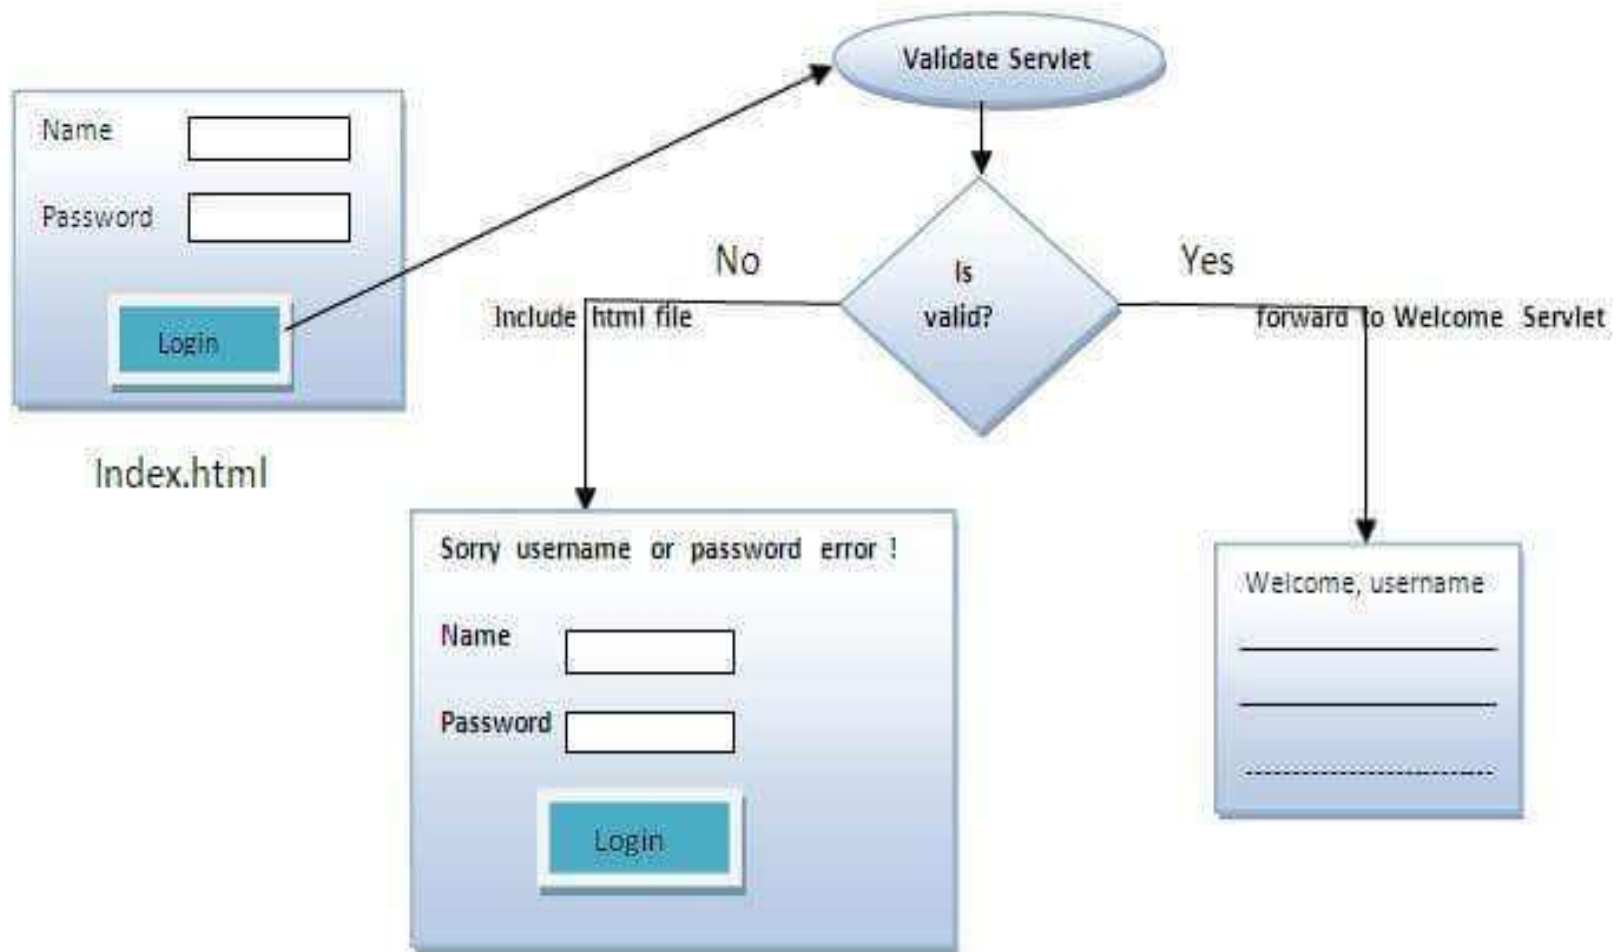 Validate Servlet
Name
Password
Login
Index.html
Is
valid?
No
Include html file
Yes
forward to Welcome Servlet
Sorry username or password error !
Name
Password
Login
Welcome, username